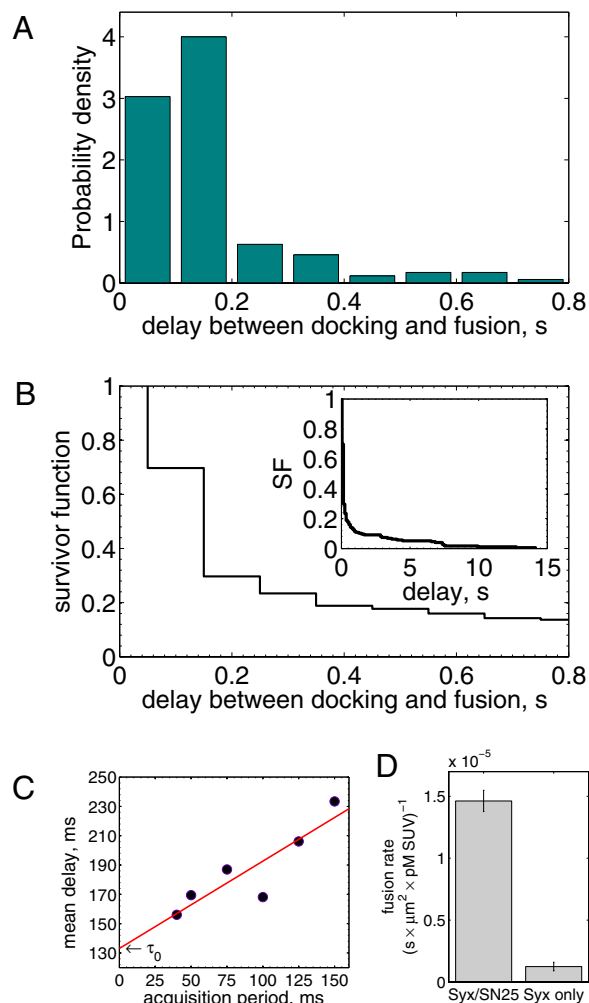 A
4
3
2
1
0
Probability density
0 0.2 0.4 0.6 0.8
delay between docking and fusion, s
B
1
0.8
0.6
0.4
0.2
0
survivor function
0 0.2 0.4 0.6 0.8
delay between docking and fusion, s
1
0.8
0.6
0.4
0.2
0
SF
0 5 10 15
delay, s
C
250
230
210
190
170
150
130
mean delay, ms
← τ0
0 25 50 75 100 125 150
acquisition period, ms
D
x 10⁻⁵
1.5
1
0.5
0
fusion rate
(s × μm² × pM SUV)⁻¹
Syx/SN25 Syx only